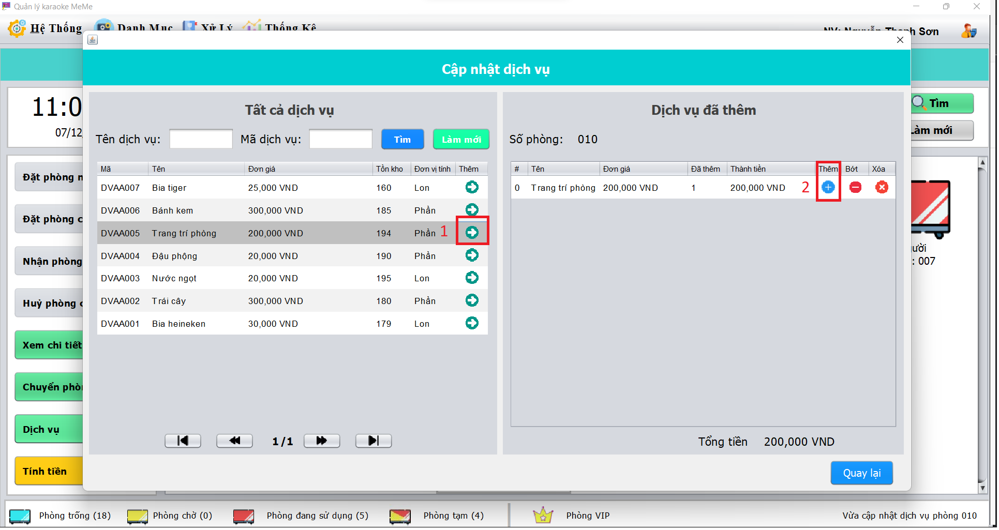 Quản lý karaoke MeMe
Hệ Thống Danh Mục Xử Lý Thống Kê
NV: Nguyễn Thanh Sơn
Cập nhật dịch vụ
11:0
07/12
Tìm
Làm mới
Tất cả dịch vụ
Tên dịch vụ: Mã dịch vụ: Tìm Làm mới
Mã Tên Đơn giá Tồn kho Đơn vị tính Thêm
DVAA007 Bia tiger 25,000 VND 160 Lon
DVAA006 Bánh kem 300,000 VND 185 Phần
DVAA005 Trang trí phòng 200,000 VND 194 Phần 1
DVAA004 Đậu phộng 20,000 VND 190 Phần
DVAA003 Nước ngọt 20,000 VND 195 Lon
DVAA002 Trái cây 300,000 VND 180 Phần
DVAA001 Bia heineken 30,000 VND 179 Lon
1/1
Dịch vụ đã thêm
Số phòng: 010
# Tên Đơn giá Đã thêm Thành tiền Thêm Bớt Xóa
0 Trang trí phòng 200,000 VND 1 200,000 VND 2
Tổng tiền 200,000 VND
Quay lại
Đặt phòng
Đặt phòng c
Nhận phòng
Huỷ phòng
Xem chi tiết
Chuyển phòn
Dịch vụ
Tính tiền
ười
: 007
Phòng trống (18) Phòng chờ (0) Phòng đang sử dụng (5) Phòng tạm (4) Phòng VIP Vừa cập nhật dịch vụ phòng 010